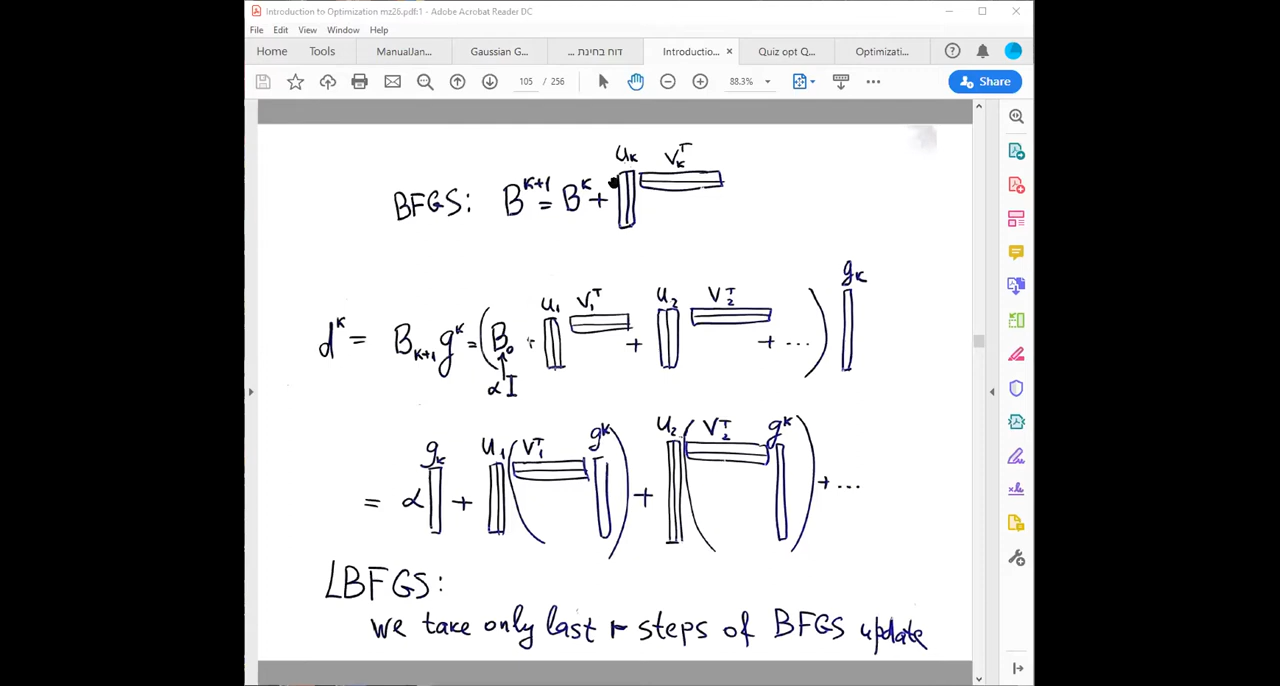 Introduction to Optimization mz26.pdf:1 - Adobe Acrobat Reader DC
File Edit View Window Help
Home Tools ManualJan... Gaussian G... דוח בחינת ... Introductio... × Quiz opt Q... Optimizati...
105 / 256 88.3% Share
u_k V_k^T
BFGS: B^{k+1} = B^k +
g_k
u_1 V_1^T u_2 V_2^T
d^k = B_{k+1} g^k = (B_0 + + + ...)
αI
g_k u_1 (V_1^T g^k) u_2 (V_2^T g^k)
= α + + + ...
LBFGS:
we take only last r steps of BFGS update